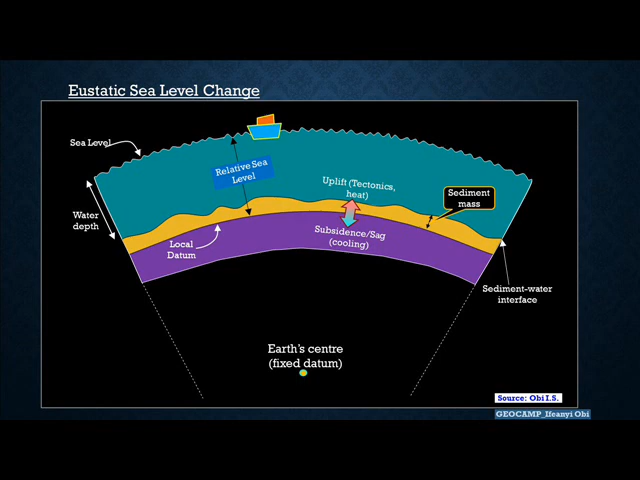 Eustatic Sea Level Change
Sea Level
Relative Sea
Level
Uplift (Tectonics,
heat)
Sediment
mass
Water
depth
Local
Datum
Subsidence/Sag
(cooling)
Sediment-water
interface
Earth's centre
(fixed datum)
Source: Obi I.S.
GEOCAMP_Ifeanyi Obi